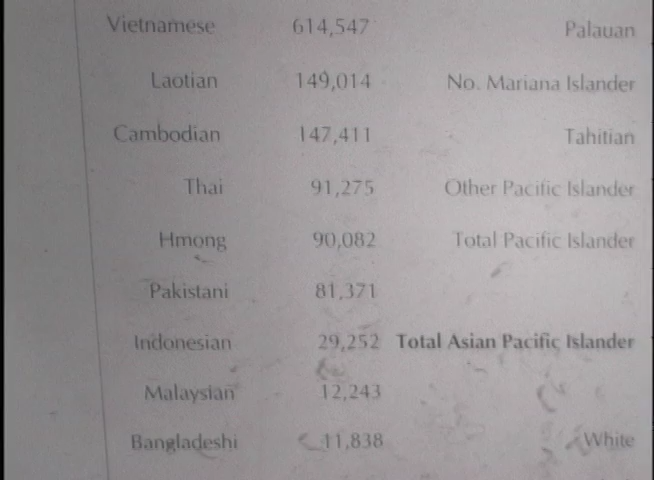 Vietnamese 614,547 Palauan
Laotian 149,014 No. Mariana Islander
Cambodian 147,411 Tahitian
Thai 91,275 Other Pacific Islander
Hmong 90,082 Total Pacific Islander
Pakistani 81,371
Indonesian 29,252 Total Asian Pacific Islander
Malaysian 12,243
Bangladeshi 11,838 White